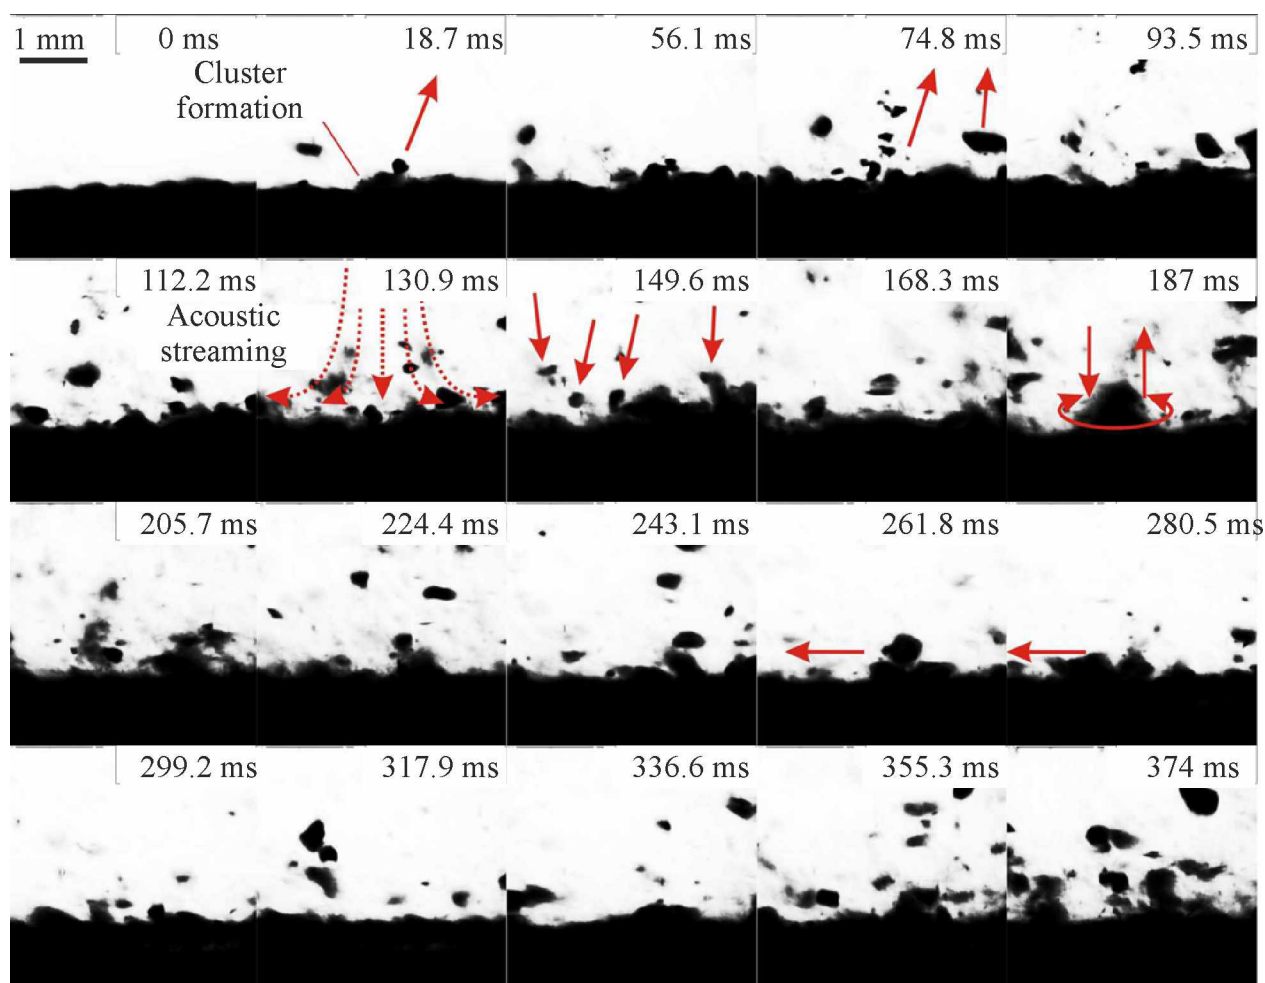 1 mm
0 ms
18.7 ms
56.1 ms
74.8 ms
93.5 ms
Cluster
formation
112.2 ms
130.9 ms
149.6 ms
168.3 ms
187 ms
Acoustic
streaming
205.7 ms
224.4 ms
243.1 ms
261.8 ms
280.5 ms
299.2 ms
317.9 ms
336.6 ms
355.3 ms
374 ms